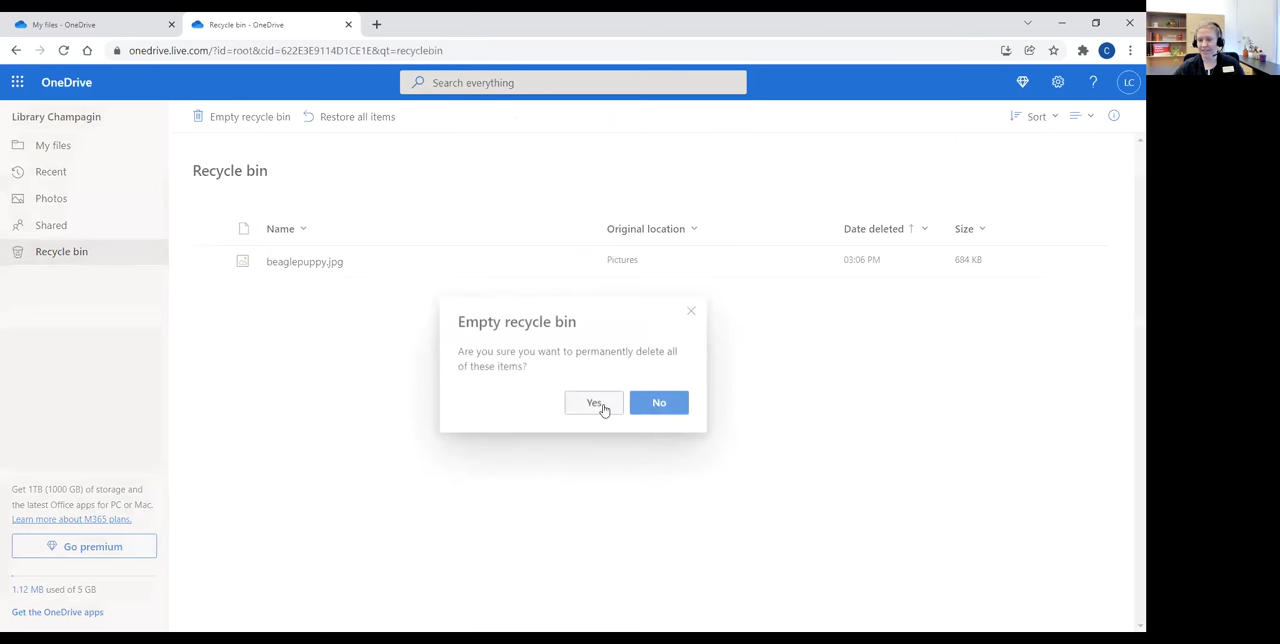 My files - OneDrive
Recycle bin - OneDrive
onedrive.live.com/?id=root&cid=622E3E9114D1CE1E&qt=recyclebin
C
OneDrive
Search everything
LC
Library Champagin
Empty recycle bin
Restore all items
Sort
My files
Recent
Photos
Shared
Recycle bin
Recycle bin
Name
Original location
Date deleted
Size
beaglepuppy.jpg
Pictures
03:06 PM
684 KB
Empty recycle bin
Are you sure you want to permanently delete all
of these items?
Yes
No
Get 1TB (1000 GB) of storage and
the latest Office apps for PC or Mac.
Learn more about M365 plans.
Go premium
1.12 MB used of 5 GB
Get the OneDrive apps